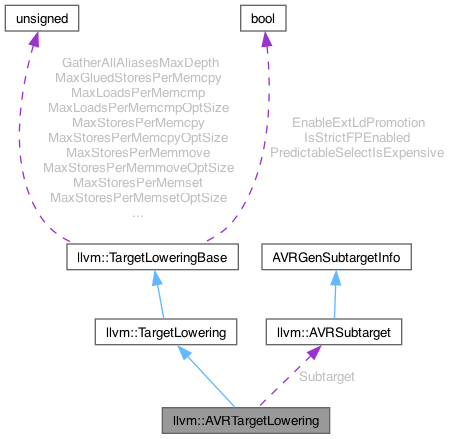 unsigned
bool
GatherAllAliasesMaxDepth
MaxGluedStoresPerMemcpy
MaxLoadsPerMemcmp
MaxLoadsPerMemcmpOptSize
MaxStoresPerMemcpy
MaxStoresPerMemcpyOptSize
MaxStoresPerMemmove
MaxStoresPerMemmoveOptSize
MaxStoresPerMemset
MaxStoresPerMemsetOptSize
...
EnableExtLdPromotion
IsStrictFPEnabled
PredictableSelectIsExpensive
llvm::TargetLoweringBase
AVRGenSubtargetInfo
llvm::TargetLowering
llvm::AVRSubtarget
Subtarget
llvm::AVRTargetLowering